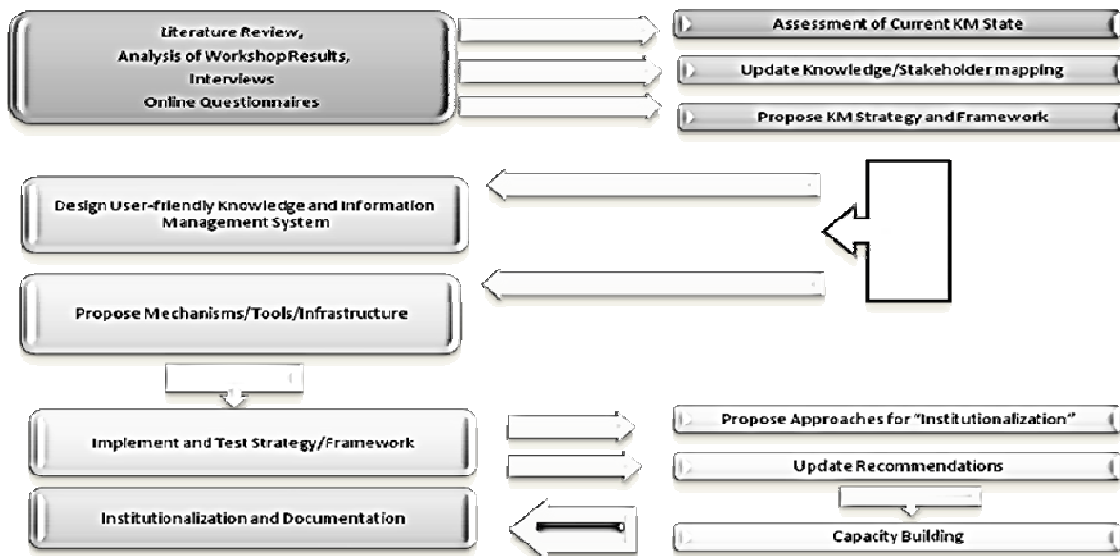 Literature Review,
Analysis of Workshop Results,
Interviews
Online Questionnaires
Assessment of Current KM State
Update Knowledge/Stakeholder mapping
Propose KM Strategy and Framework
Design User-friendly Knowledge and Information
Management System
Propose Mechanisms/Tools/Infrastructure
Implement and Test Strategy/Framework
Institutionalization and Documentation
Propose Approaches for "Institutionalization"
Update Recommendations
Capacity Building